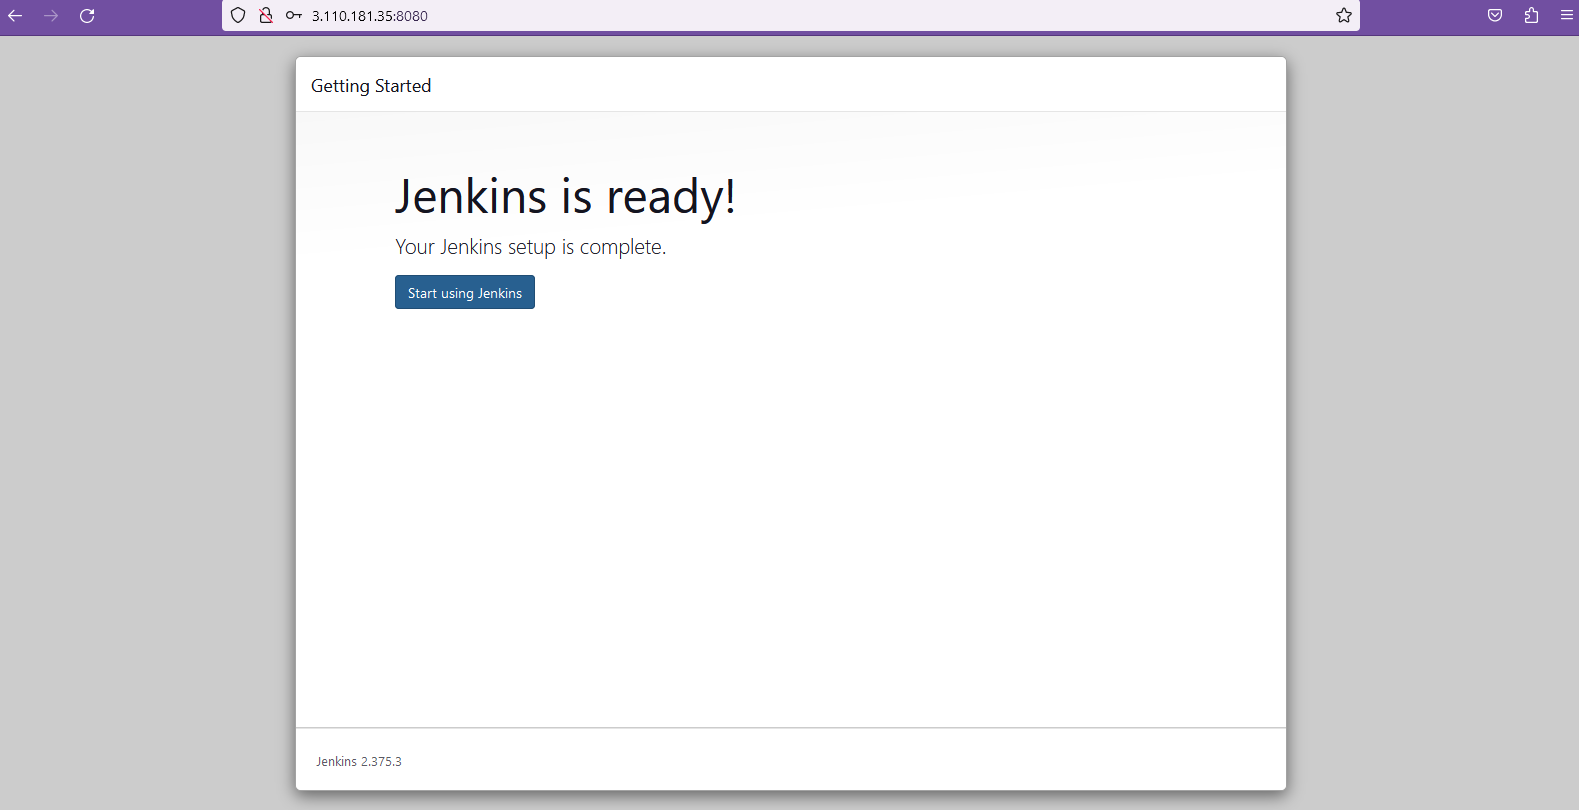 3.110.181.35:8080
Getting Started
Jenkins is ready!
Your Jenkins setup is complete.
Start using Jenkins
Jenkins 2.375.3